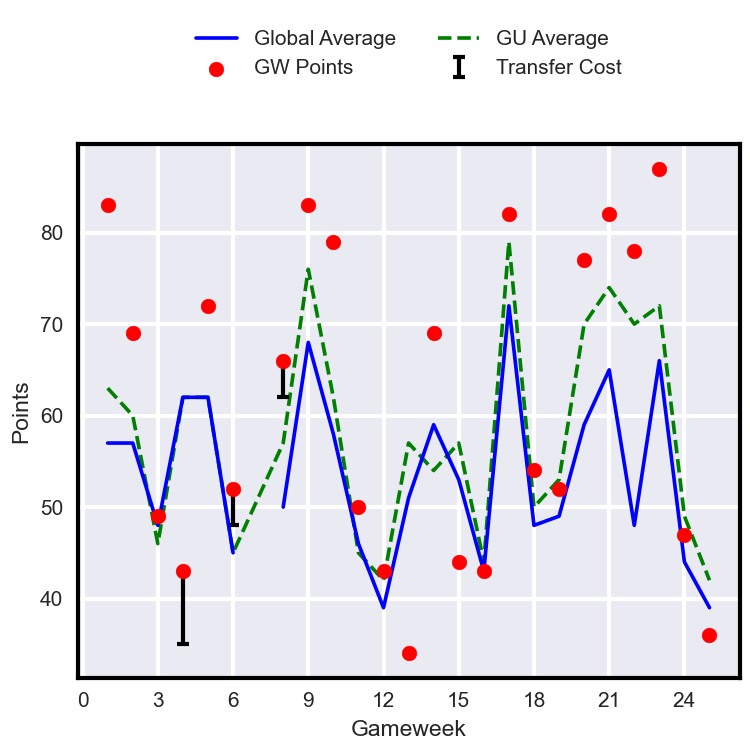 Global Average GU Average
GW Points Transfer Cost
80
70
60
50
40
Points
0 3 6 9 12 15 18 21 24
Gameweek